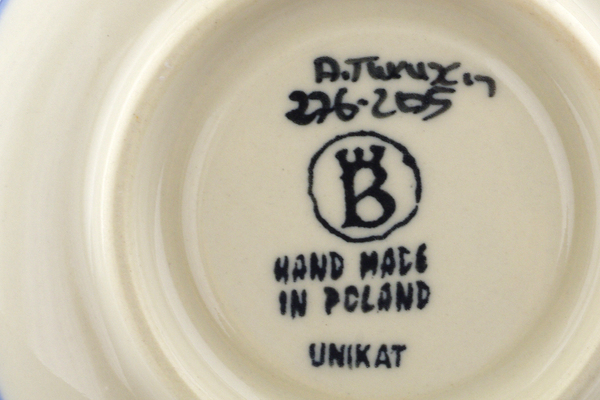 276-205
B
HAND MADE
IN POLAND
UNIKAT